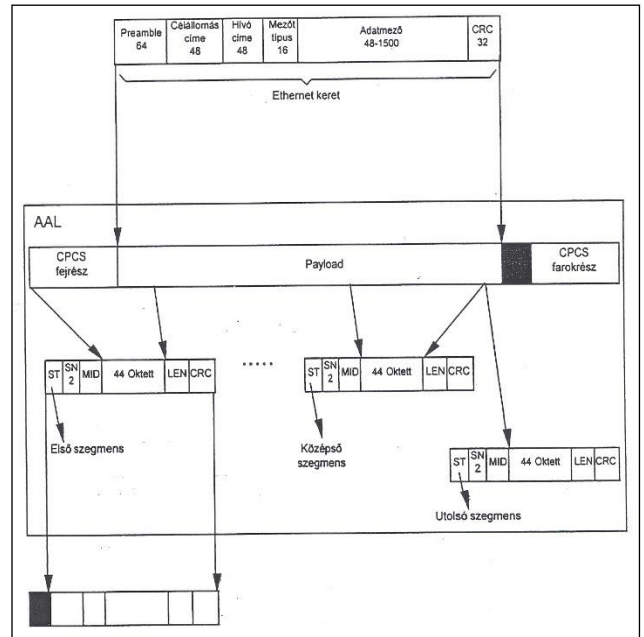 Preamble
64
Célállomás
címe
48
Hívó
címe
48
Mezőt
típus
16
Adatmező
48-1500
CRC
32
Ethernet keret
AAL
CPCS
fejrész
Payload
CPCS
farokrész
ST
SN
2
MID
44 Oktett
LEN
CRC
.....
ST
SN
2
MID
44 Oktett
LEN
CRC
Első szegmens
Középső
szegmens
ST
SN
2
MID
44 Oktett
LEN
CRC
Utolsó szegmens